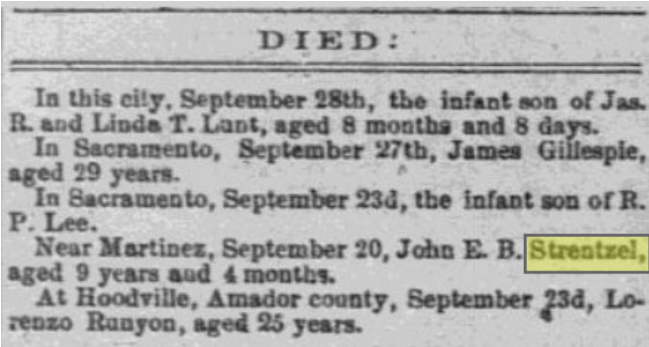 DIED:
In this city, September 28th, the infant son of Jas.
R. and Linda T. Lunt, aged 8 months and 8 days.
In Sacramento, September 27th, James Gillespie,
aged 29 years.
In Sacramento, September 23d, the infant son of R.
P. Lee.
Near Martinez, September 20, John E. B. Strentzel,
aged 9 years and 4 months.
At Hoodville, Amador county, September 23d, Lo-
renzo Runyon, aged 25 years.